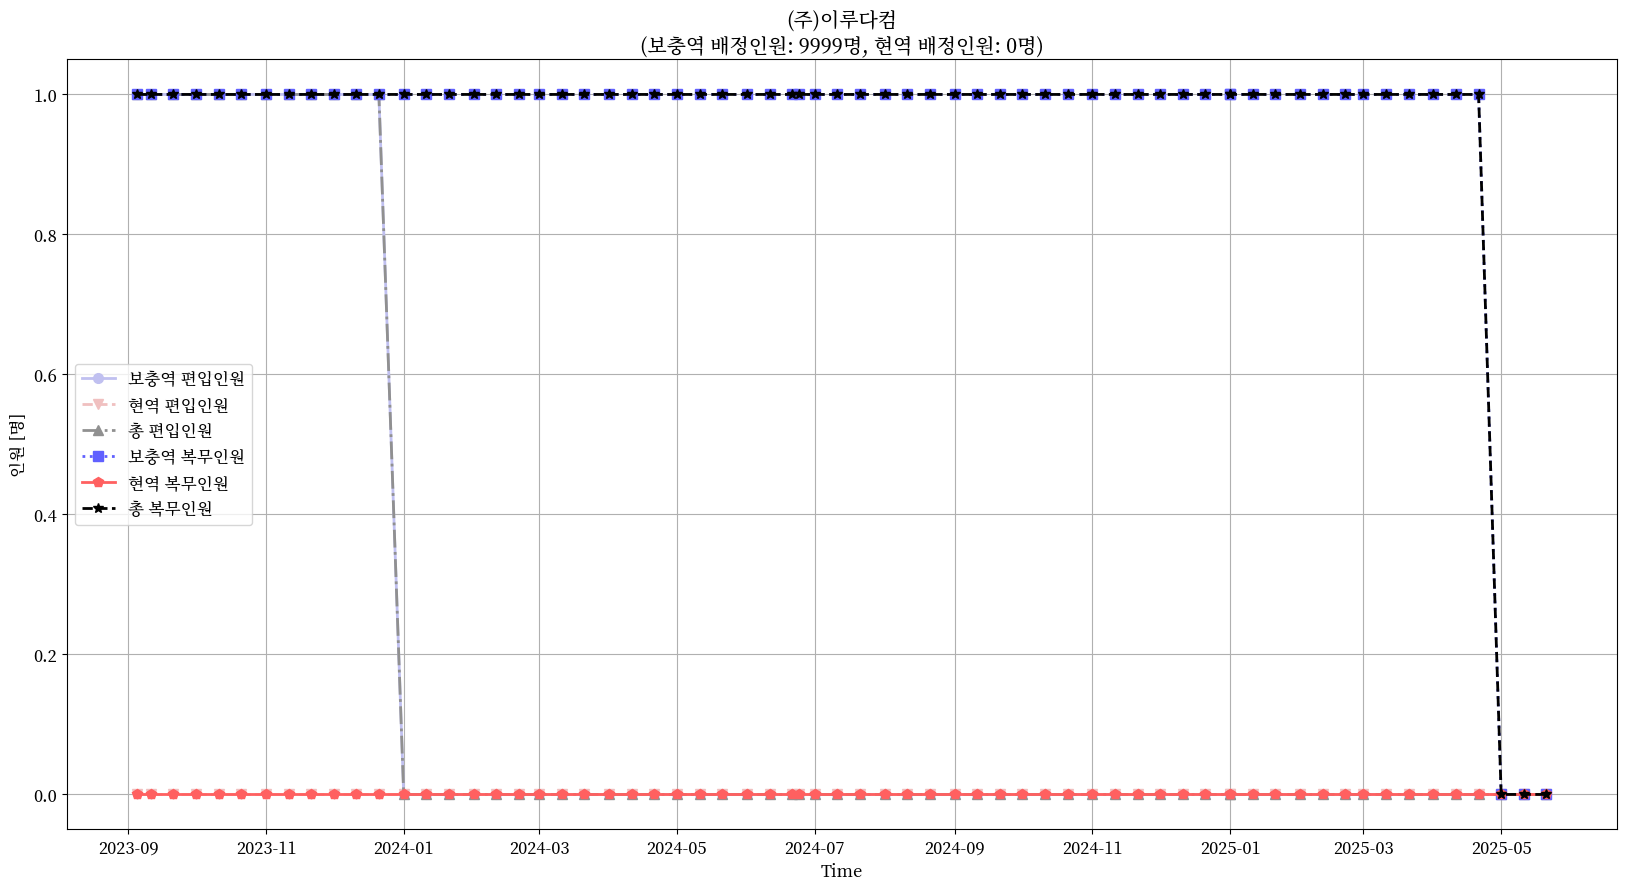 (주)이루다컴
(보충역 배정인원: 9999명, 현역 배정인원: 0명)
1.0
0.8
0.6
0.4
0.2
0.0
인원 [명]
보충역 편입인원
현역 편입인원
총 편입인원
보충역 복무인원
현역 복무인원
총 복무인원
2023-09 2023-11 2024-01 2024-03 2024-05 2024-07 2024-09 2024-11 2025-01 2025-03 2025-05
Time